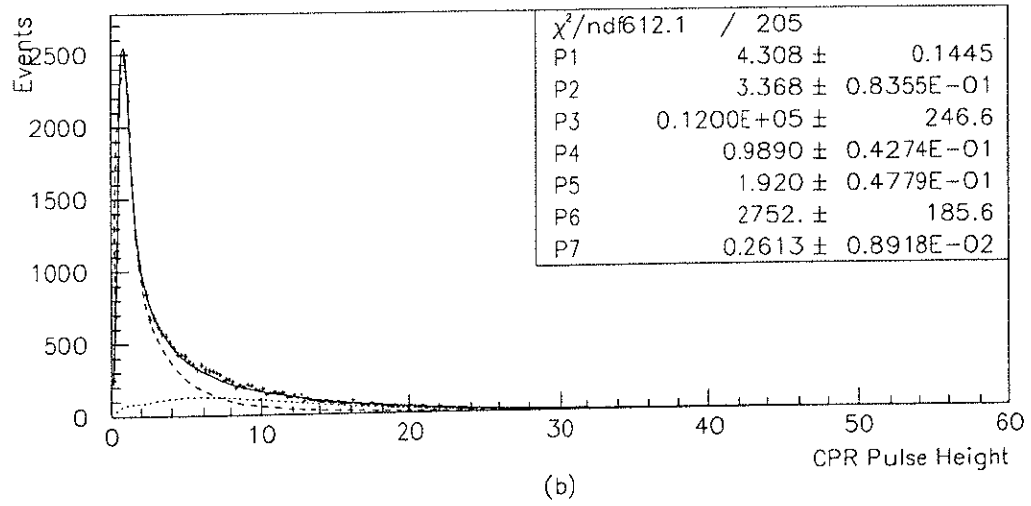 χ²/ndf612.1 / 205
P1 4.308 ± 0.1445
P2 3.368 ± 0.8355E-01
P3 0.1200E+05 ± 246.6
P4 0.9890 ± 0.4274E-01
P5 1.920 ± 0.4779E-01
P6 2752. ± 185.6
P7 0.2613 ± 0.8918E-02
Events
2500
2000
1500
1000
500
0
0 10 20 30 40 50 60
CPR Pulse Height
(b)